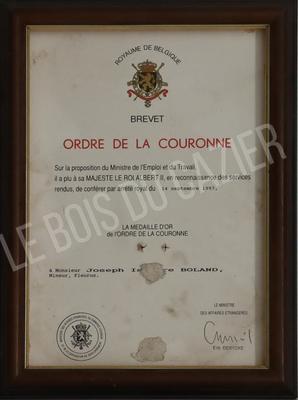 ROYAUME DE BELGIQUE
BREVET
ORDRE DE LA COURONNE
Sur la proposition du Ministre de l'Emploi et du Travail
il a plu à sa MAJESTE LE ROI ALBERT II, en reconnaissance des services
rendus, de conférer par arrêté royal du 14 septembre
LA MEDAILLE D'OR
de l'ORDRE DE LA COURONNE
à Monsieur Joseph BOLAND,
Mineur, Fleurus.
LE MINISTRE
DES AFFAIRES ETRANGERES
Erik DERYCKE
LE BOIS DU CAZIER